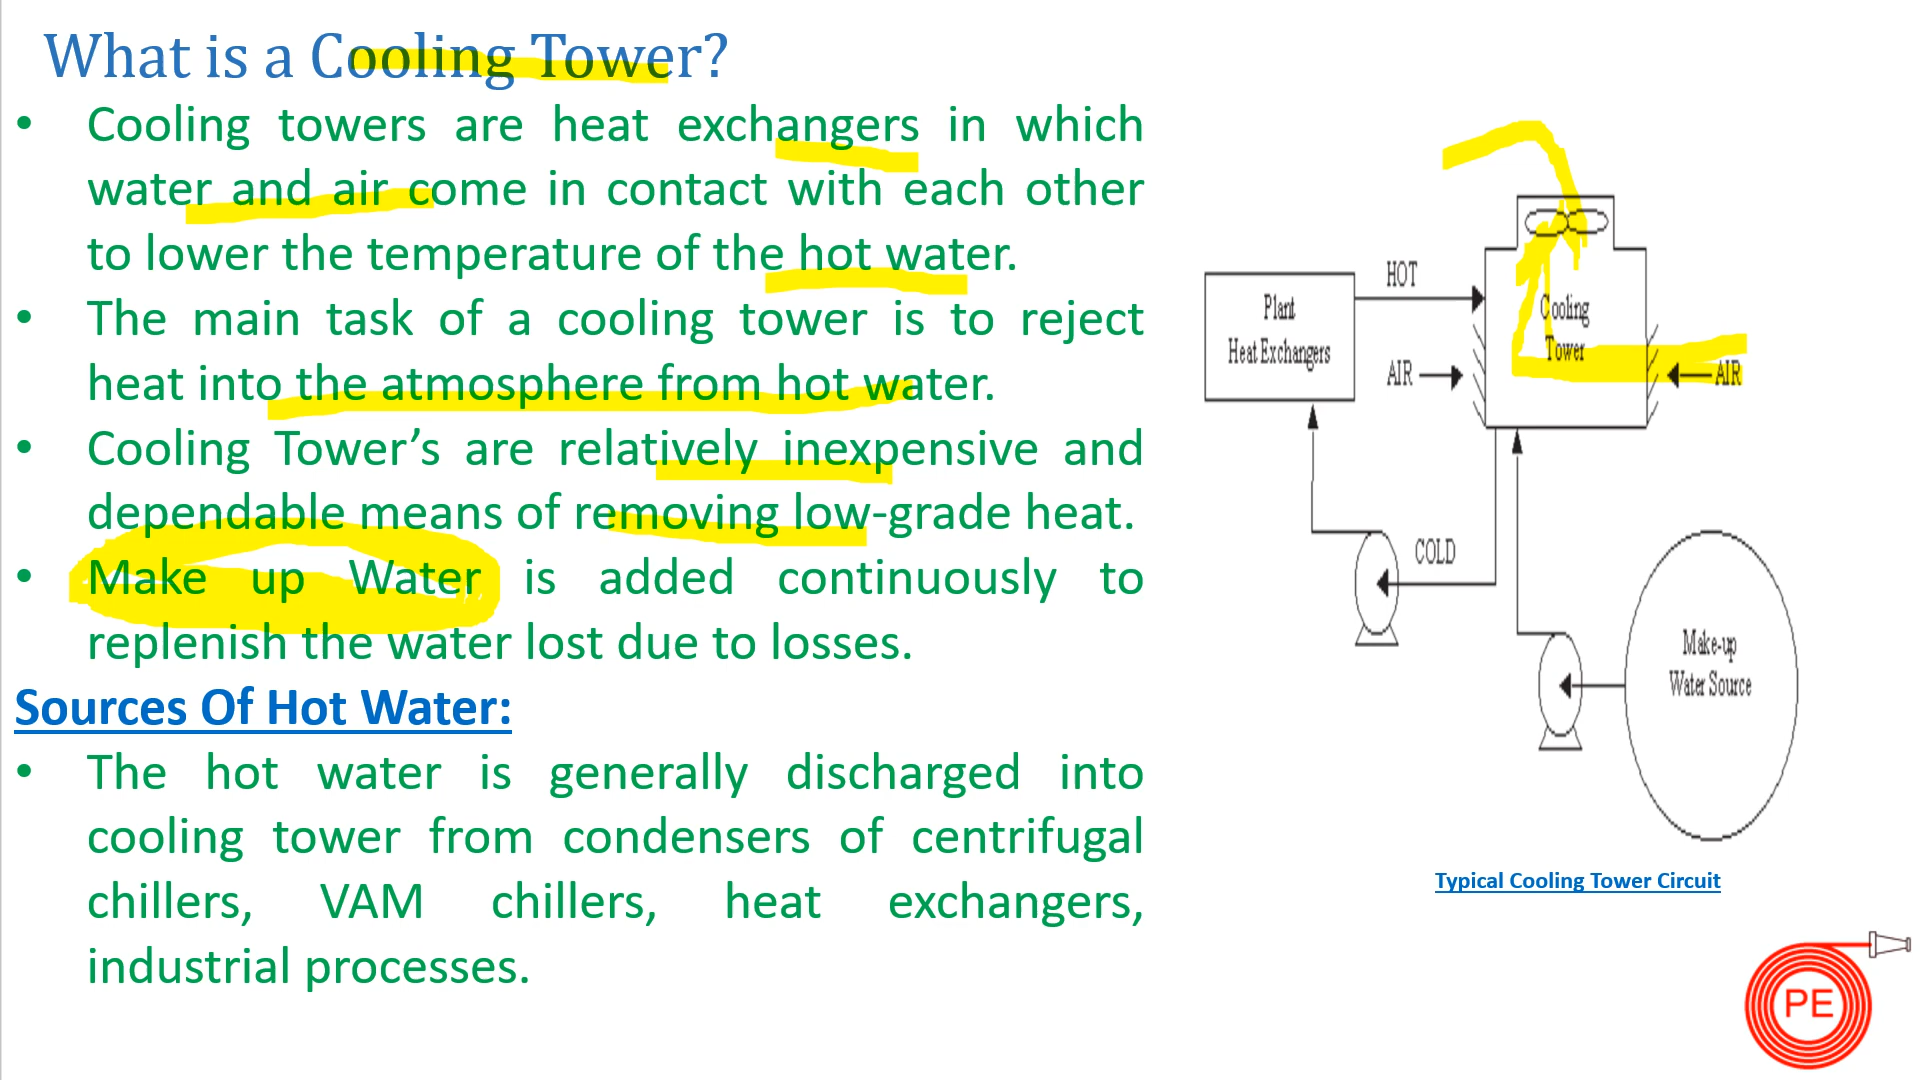 What is a Cooling Tower?
• Cooling towers are heat exchangers in which
water and air come in contact with each other
to lower the temperature of the hot water.
• The main task of a cooling tower is to reject
heat into the atmosphere from hot water.
• Cooling Tower’s are relatively inexpensive and
dependable means of removing low-grade heat.
• Make up Water is added continuously to
replenish the water lost due to losses.
Sources Of Hot Water:
• The hot water is generally discharged into
cooling tower from condensers of centrifugal
chillers, VAM chillers, heat exchangers,
industrial processes.
Plant
Heat Exchangers
HOT
AIR
Cooling
Tower
AIR
COLD
Make-up
Water Source
Typical Cooling Tower Circuit
PE